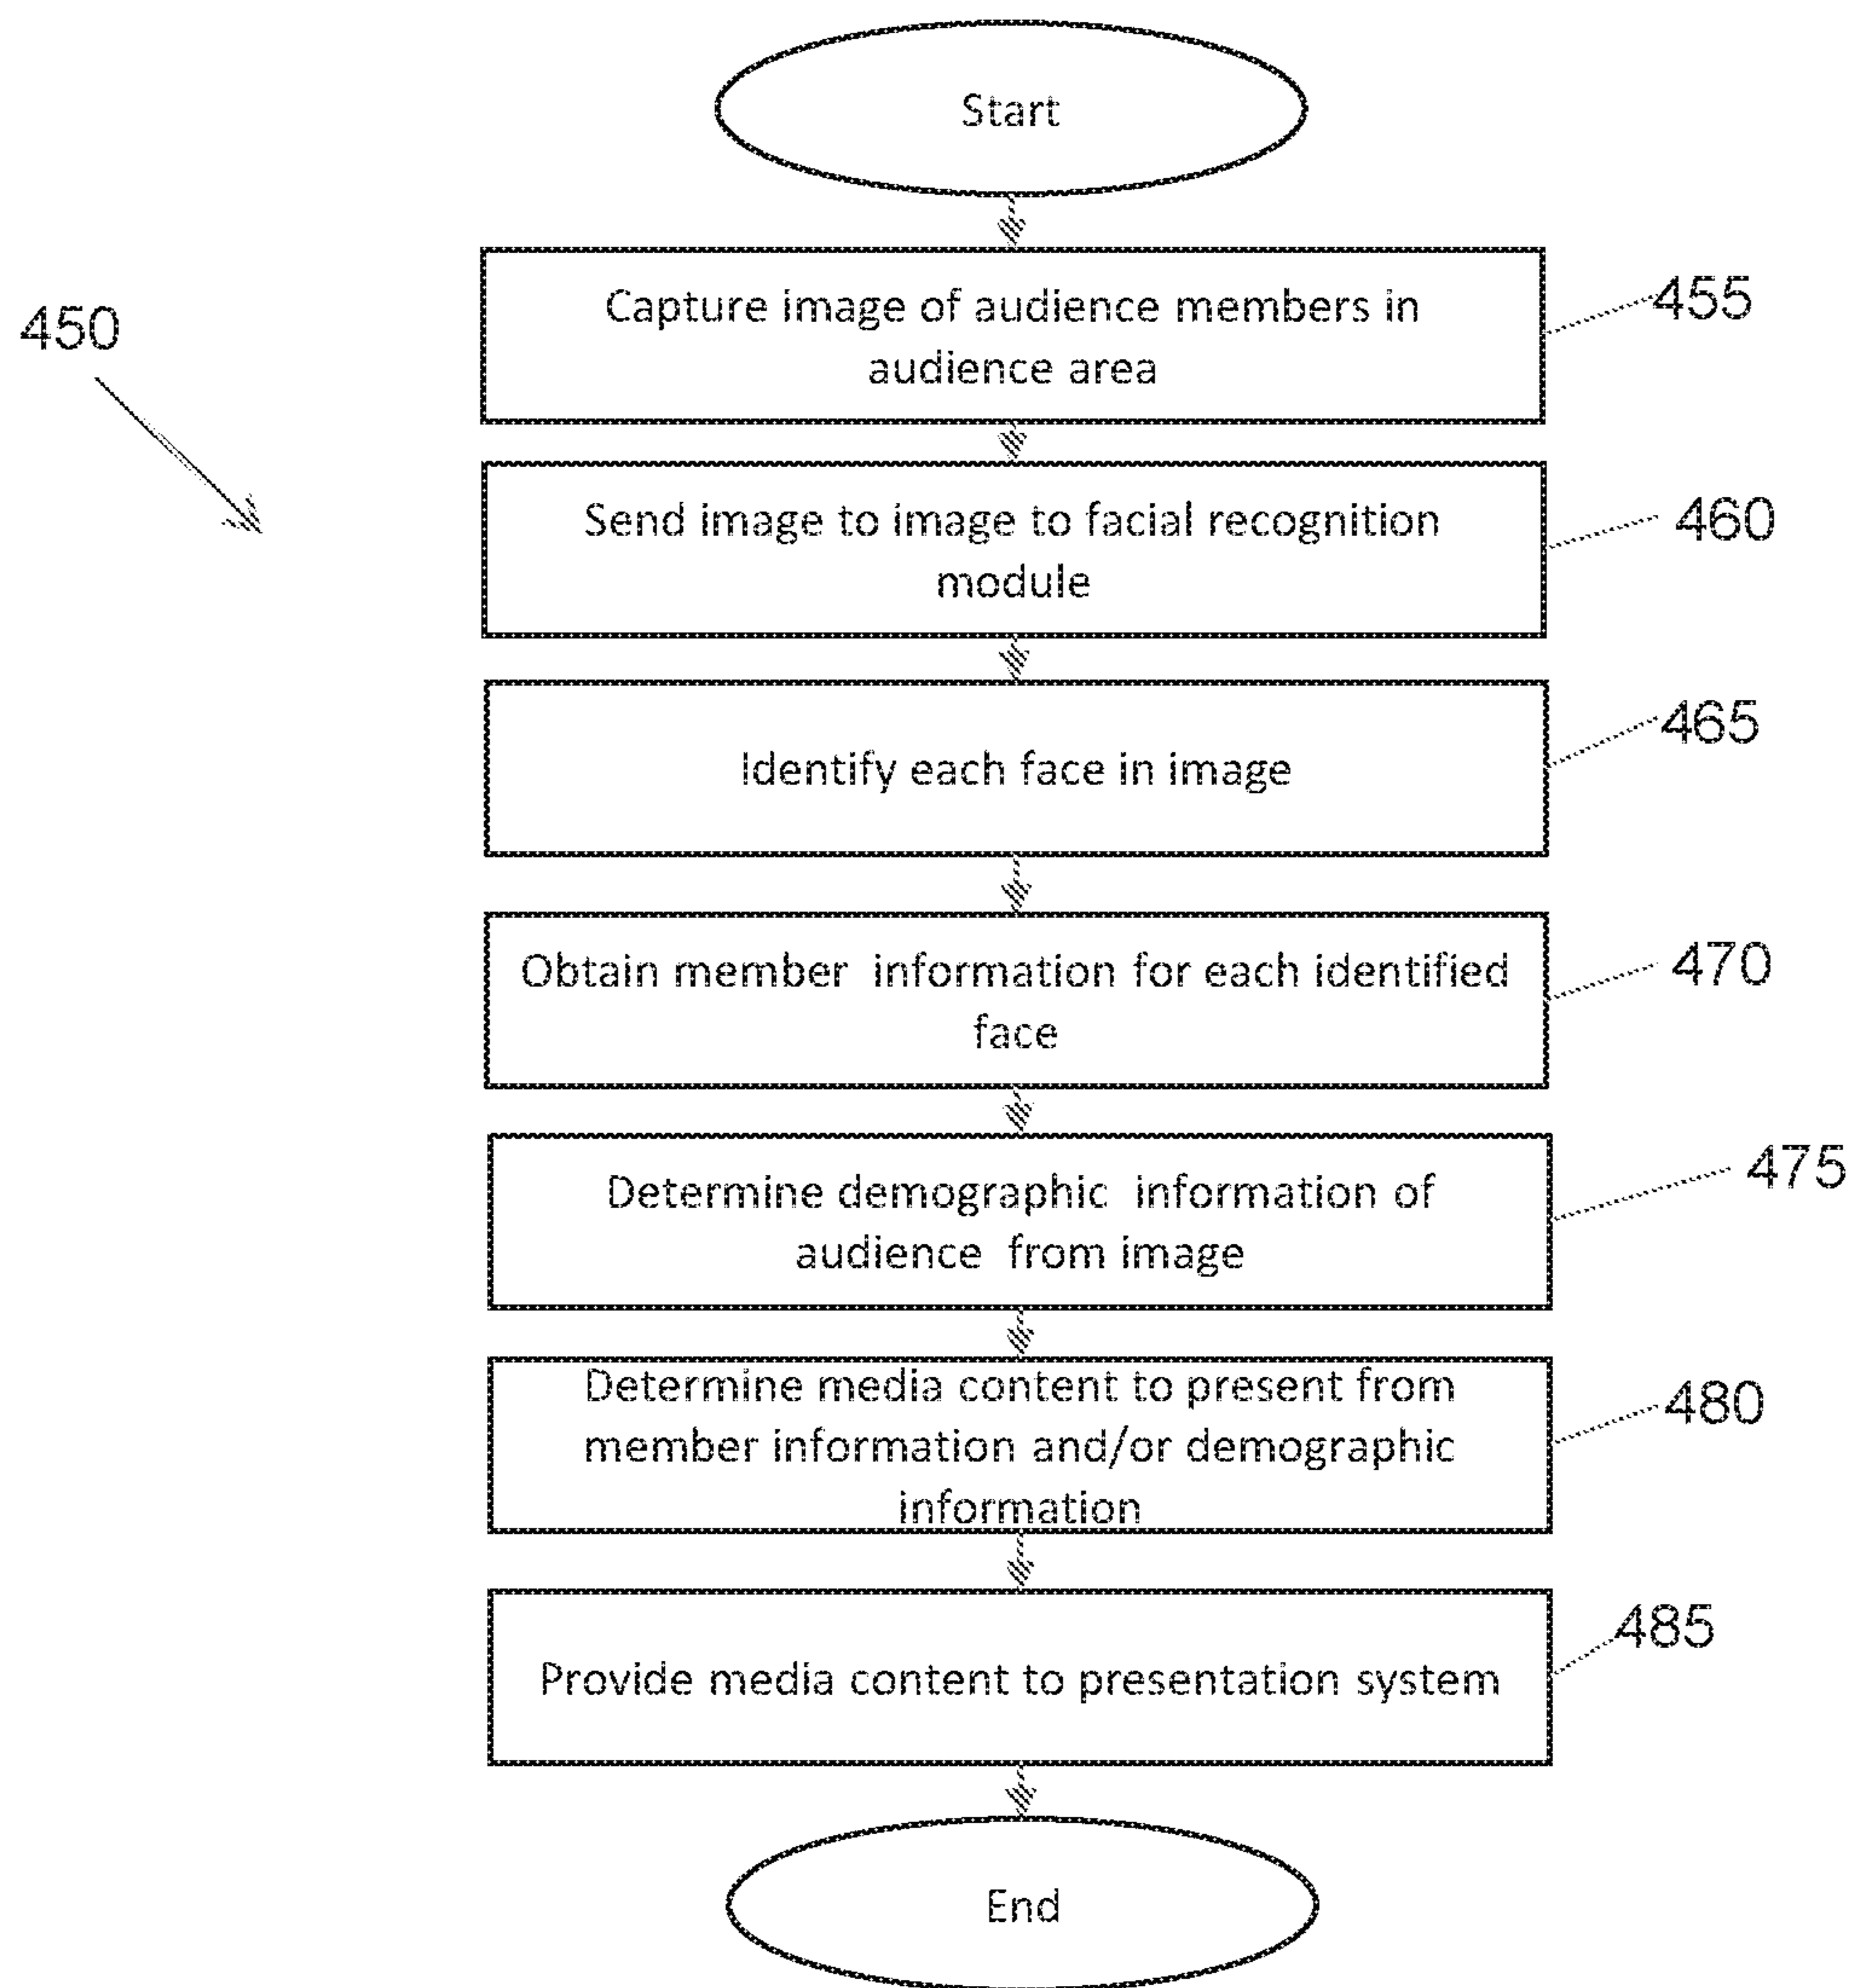 Start
450
Capture image of audience members in
audience area
455
Send image to image to facial recognition
module
460
Identify each face in image
465
Obtain member information for each identified
face
470
Determine demographic information of
audience from image
475
Determine media content to present from
member information and/or demographic
information
480
Provide media content to presentation system
485
End